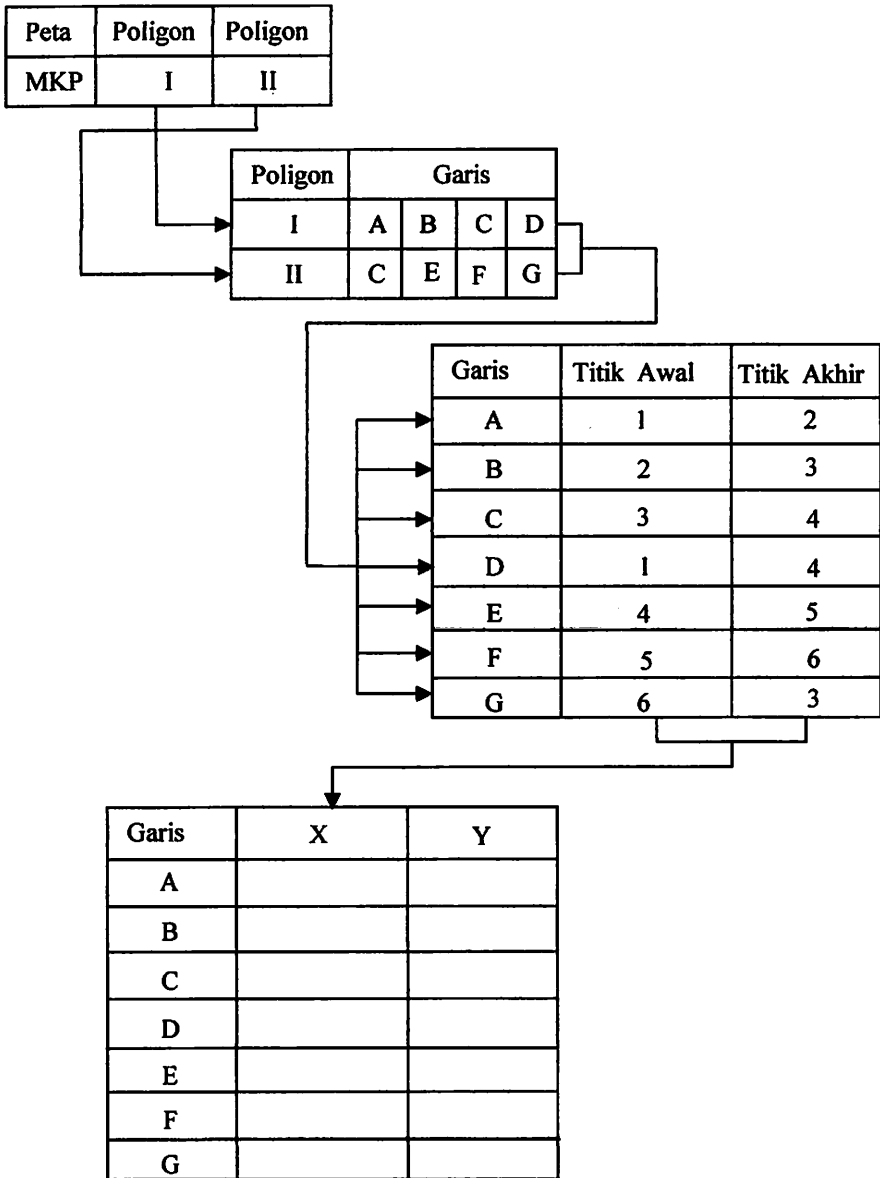 Peta Poligon Poligon
MKP I II
Poligon Garis
I A B C D
II C E F G
Garis Titik Awal Titik Akhir
A 1 2
B 2 3
C 3 4
D 1 4
E 4 5
F 5 6
G 6 3
Garis X Y
A
B
C
D
E
F
G